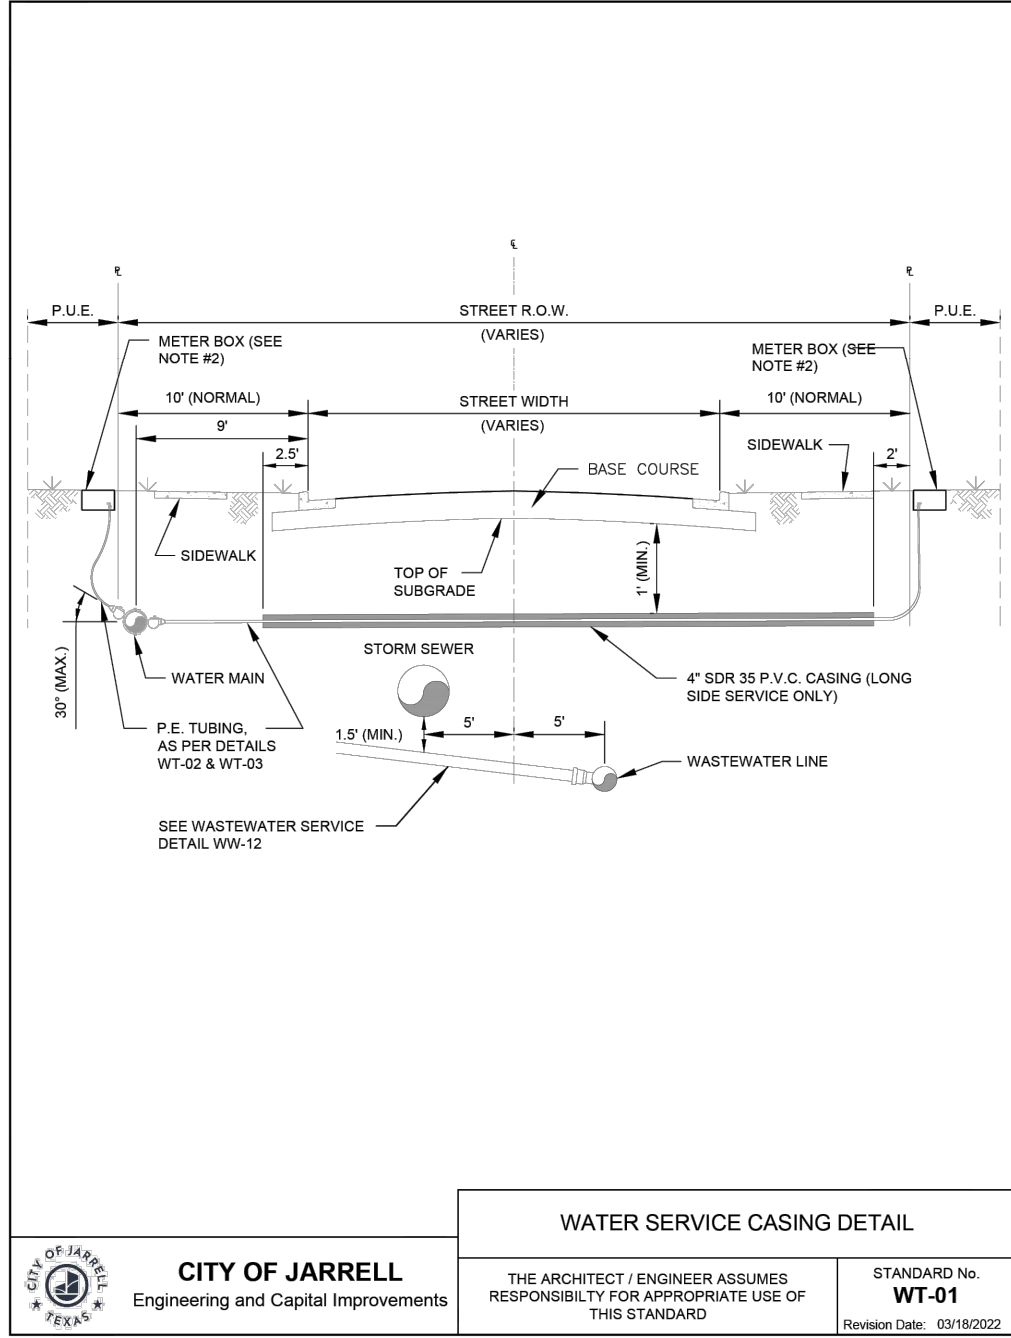 ℄
℄
℄
P.U.E.
STREET R.O.W.
(VARIES)
P.U.E.
METER BOX (SEE
NOTE #2)
METER BOX (SEE
NOTE #2)
10' (NORMAL)
STREET WIDTH
(VARIES)
10' (NORMAL)
9'
2.5'
SIDEWALK
2'
BASE COURSE
SIDEWALK
TOP OF
SUBGRADE
1' (MIN.)
30° (MAX.)
STORM SEWER
WATER MAIN
4" SDR 35 P.V.C. CASING (LONG
SIDE SERVICE ONLY)
P.E. TUBING,
AS PER DETAILS
WT-02 & WT-03
1.5' (MIN.)
5'
5'
WASTEWATER LINE
SEE WASTEWATER SERVICE
DETAIL WW-12
WATER SERVICE CASING DETAIL
CITY OF JARRELL
TEXAS
CITY OF JARRELL
Engineering and Capital Improvements
THE ARCHITECT / ENGINEER ASSUMES
RESPONSIBILTY FOR APPROPRIATE USE OF
THIS STANDARD
STANDARD No.
WT-01
Revision Date: 03/18/2022